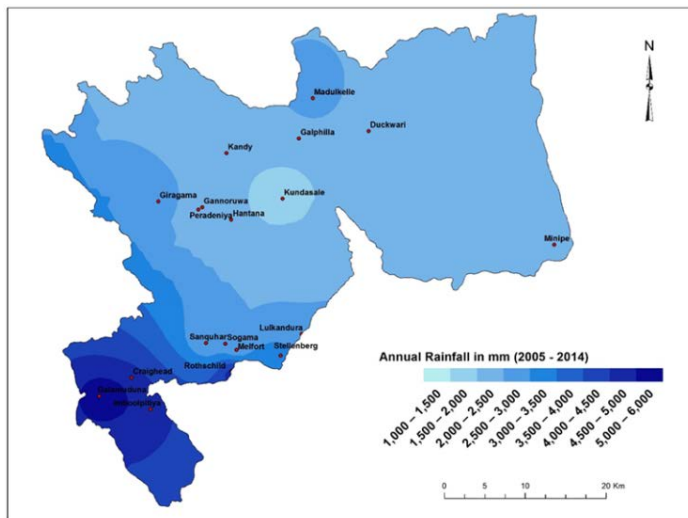 N
Madulkelle
Duckwari
Galphilla
Kandy
Kundasale
Giragama
Gannoruwa
Peradeniya
Hantana
Minipe
Lulkandura
Sanquhar
Sogama
Melfort
Stellenberg
Rothschild
Craighead
Annual Rainfall in mm (2005 - 2014)
1,000 – 1,500
1,500 – 2,000
2,000 – 2,500
2,500 – 3,000
3,000 – 3,500
3,500 – 4,000
4,000 – 4,500
4,500 – 5,000
5,000 – 6,000
0 5 10 20 Km